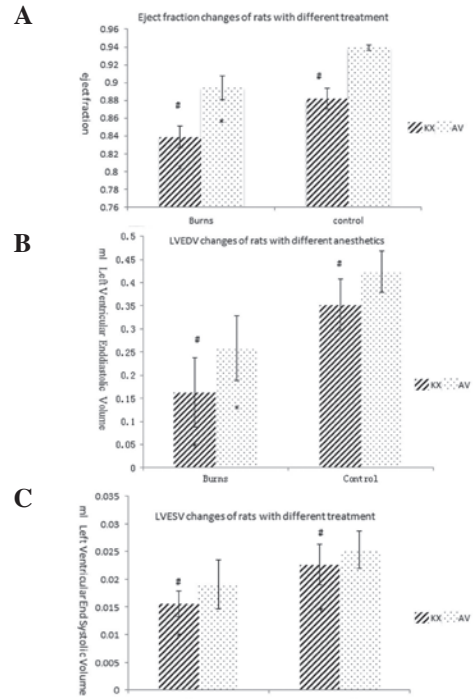 A
Eject fraction changes of rats with different treatment
eject fraction
0.96
0.94
0.92
0.9
0.88
0.86
0.84
0.82
0.8
0.78
0.76
#
*
#
KX AV
Burns control
B
LVEDV changes of rats with different anesthetics
ml Left Ventricular Enddiastolic Volume
0.5
0.45
0.4
0.35
0.3
0.25
0.2
0.15
0.1
0.05
0
#
*
*
#
KX AV
Burns Control
C
LVESV changes of rats with different treatment
ml Left Ventricular End Systolic Volume
0.035
0.03
0.025
0.02
0.015
0.01
0.005
0
#
*
#
*
KX AV